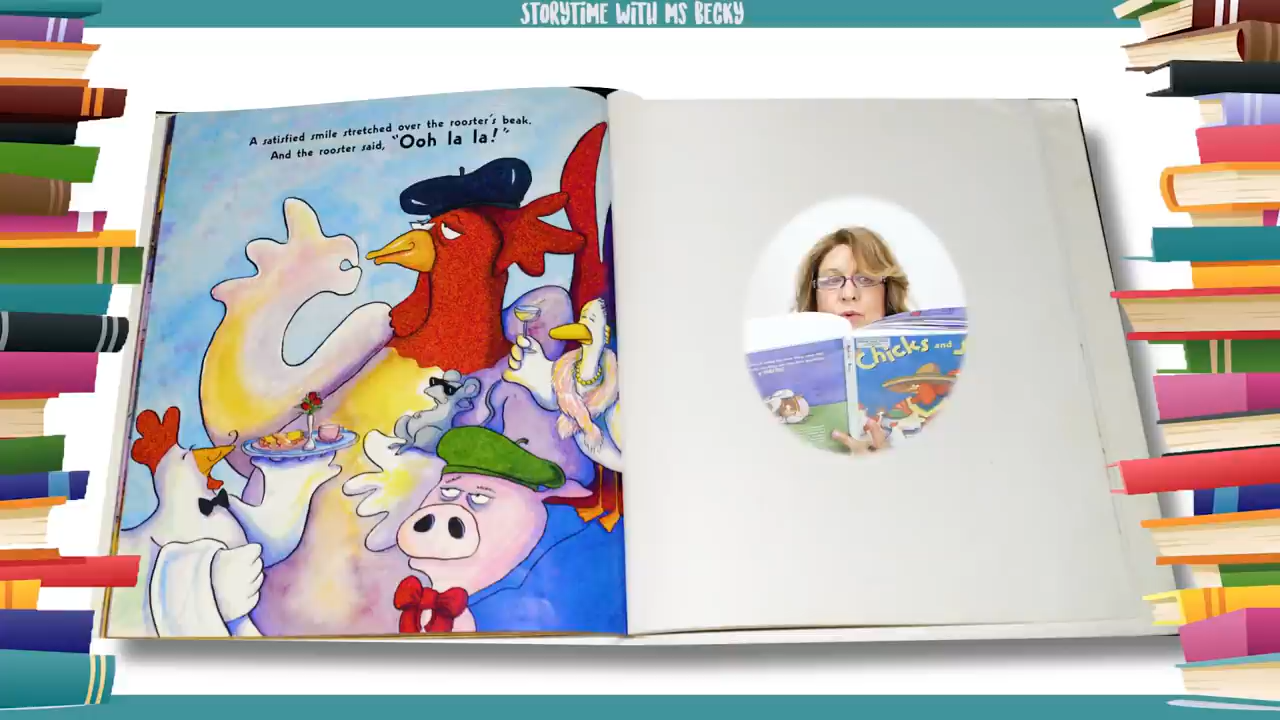 STORYTIME WITH MS BECKY
A satisfied smile stretched over the rooster's beak.
And the rooster said, "Ooh la la!"
Chicks and